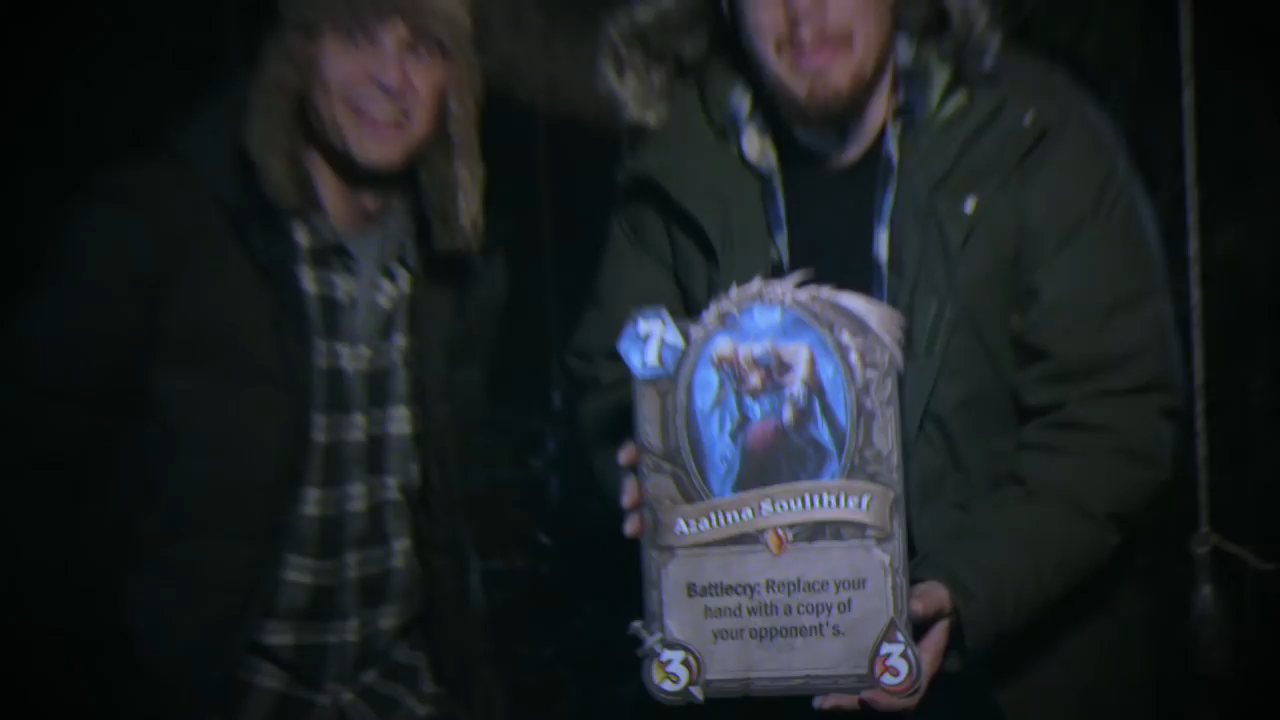 7
Azalina Soulthief
Battlecry: Replace your
hand with a copy of
your opponent's.
3
3